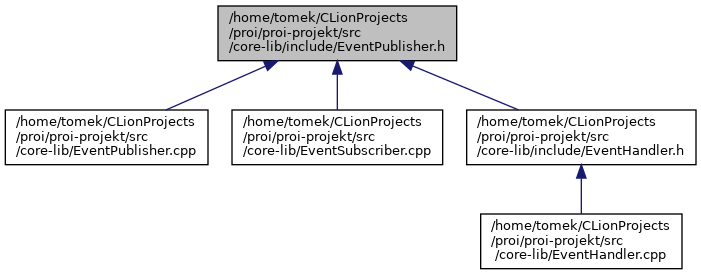 /home/tomek/CLionProjects
/proi/proi-projekt/src
/core-lib/include/EventPublisher.h
/home/tomek/CLionProjects
/proi/proi-projekt/src
/core-lib/EventPublisher.cpp
/home/tomek/CLionProjects
/proi/proi-projekt/src
/core-lib/EventSubscriber.cpp
/home/tomek/CLionProjects
/proi/proi-projekt/src
/core-lib/include/EventHandler.h
/home/tomek/CLionProjects
/proi/proi-projekt/src
/core-lib/EventHandler.cpp